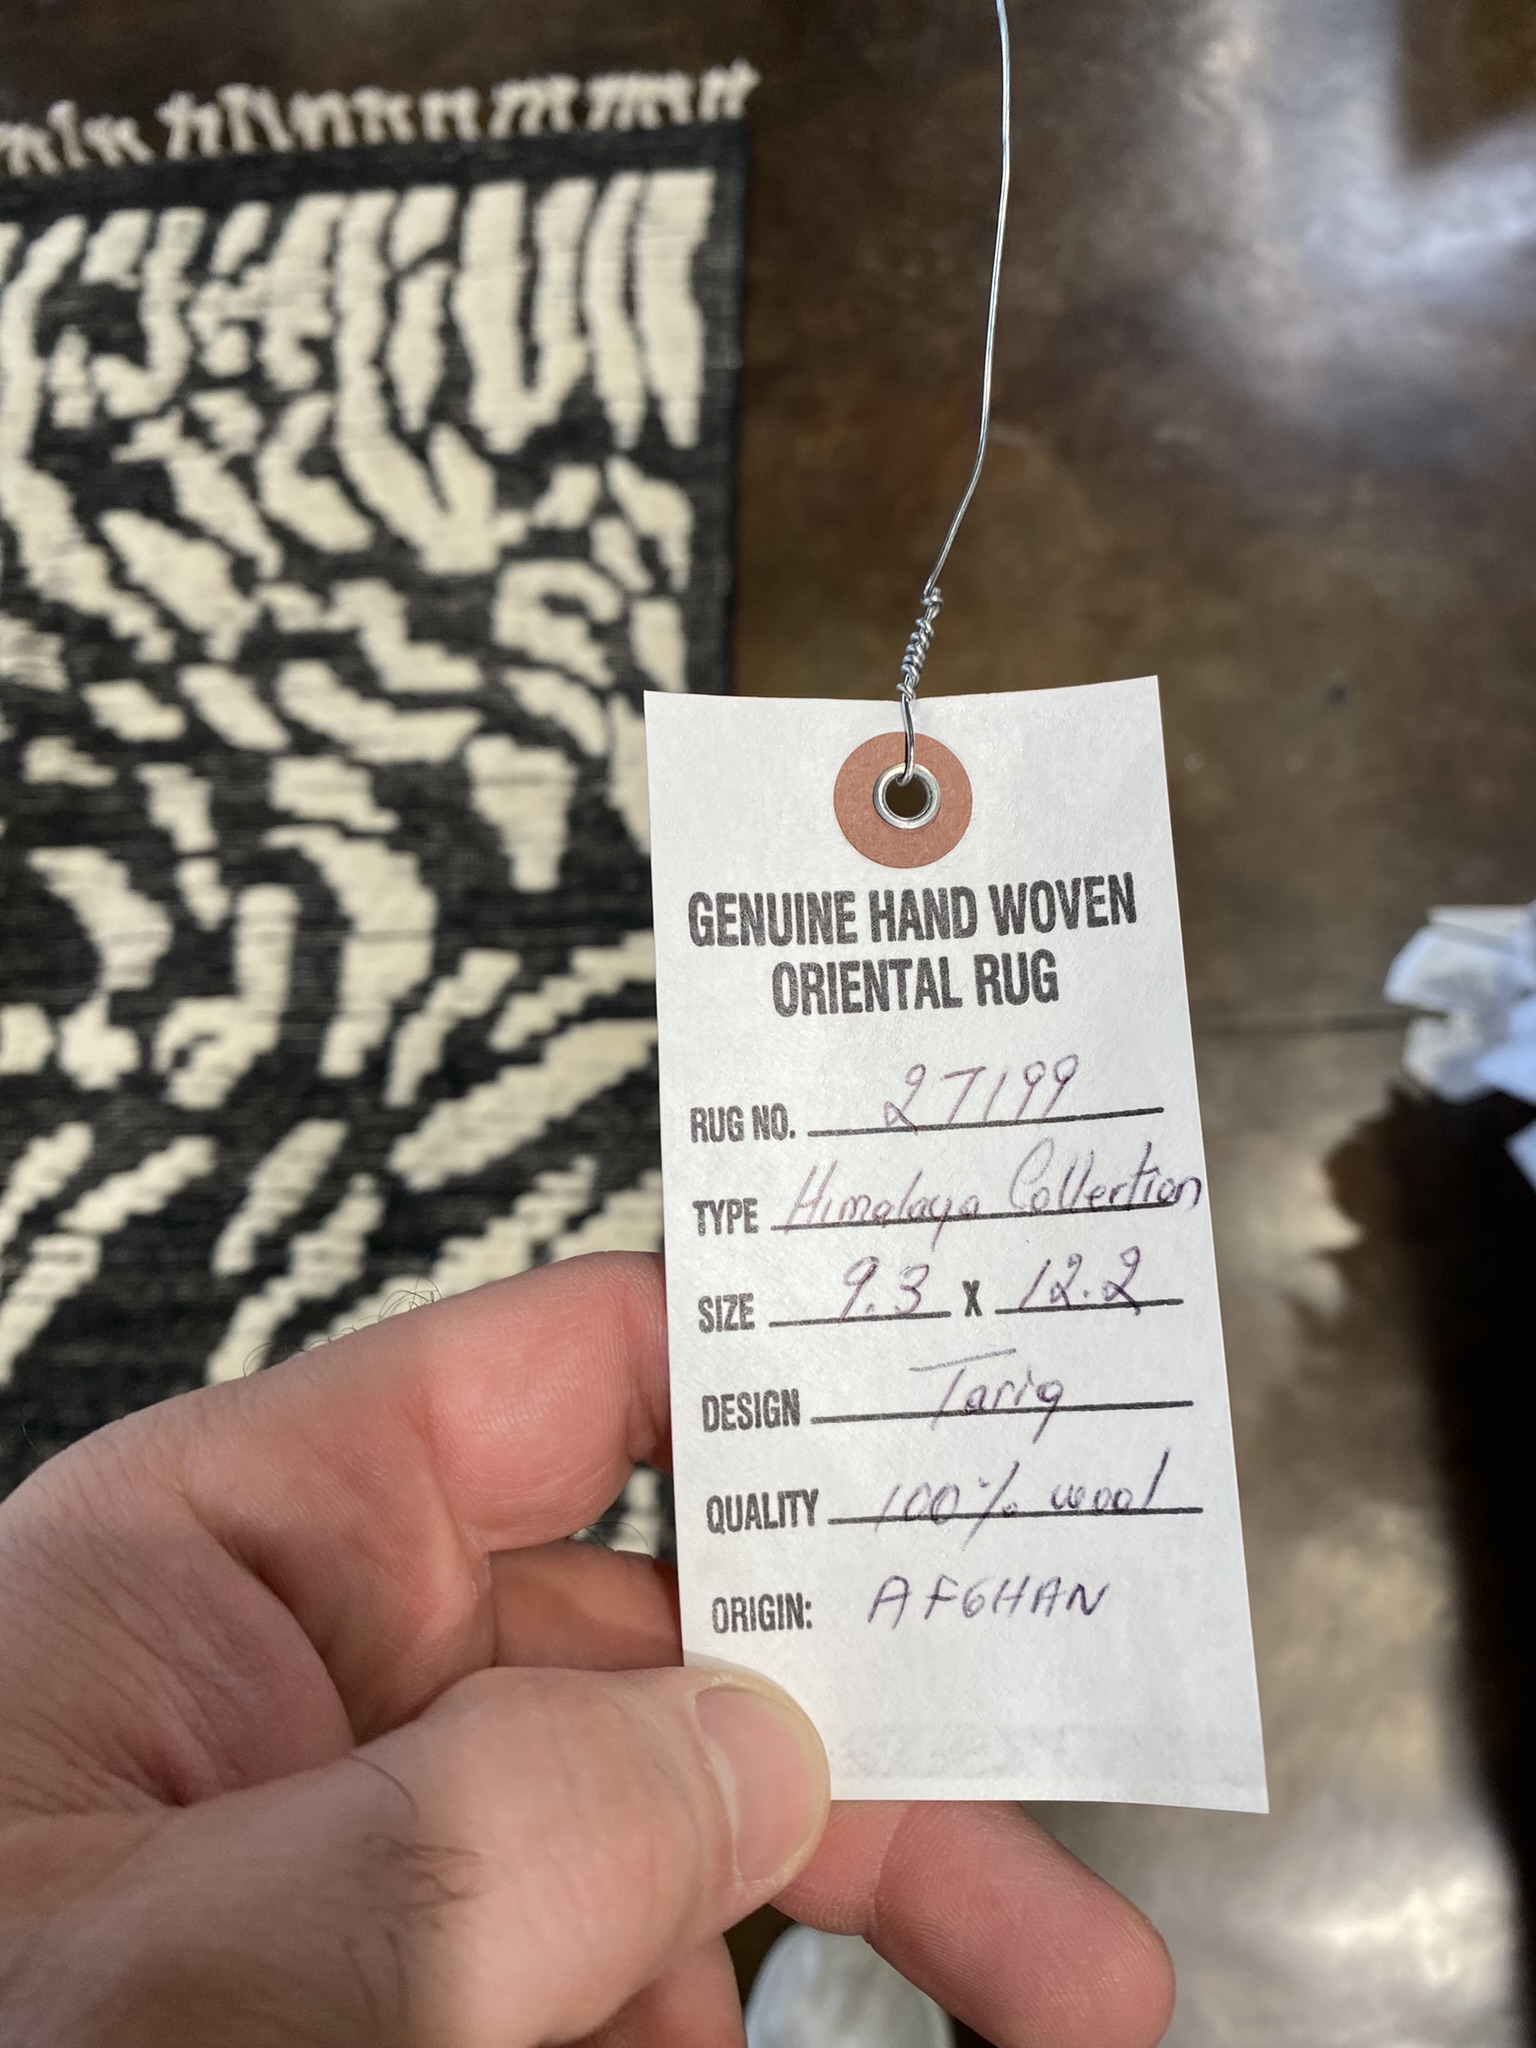 GENUINE HAND WOVEN
ORIENTAL RUG
RUG NO. 27199
TYPE Himalaya Collection
SIZE 9.3 X 12.2
DESIGN Tariq
QUALITY 100% wool
ORIGIN: AFGHAN